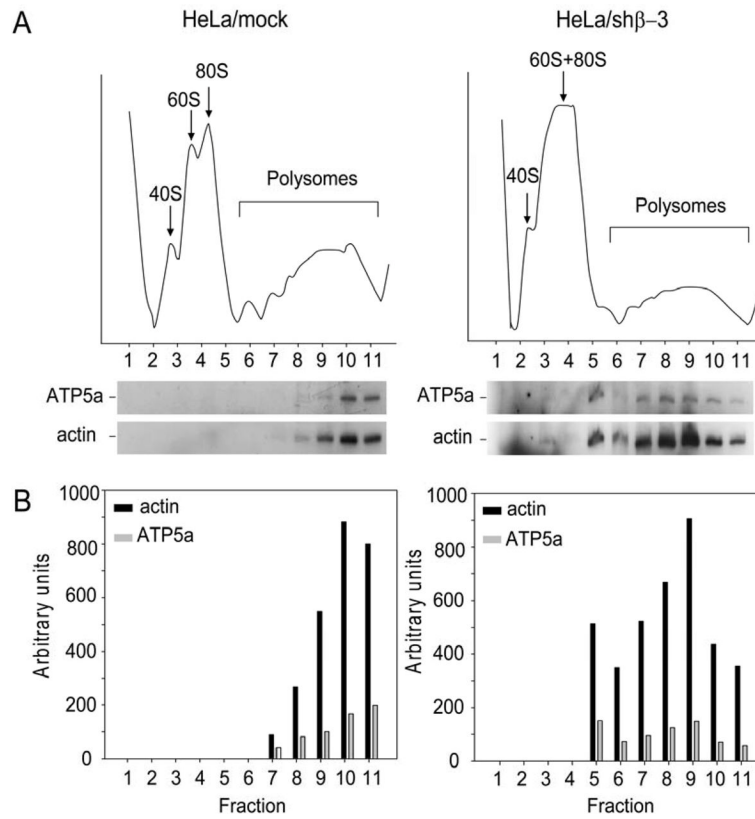 A
HeLa/mock
40S
60S
80S
Polysomes
1 2 3 4 5 6 7 8 9 10 11
ATP5a
actin
HeLa/shβ–3
40S
60S+80S
Polysomes
1 2 3 4 5 6 7 8 9 10 11
ATP5a
actin
B
Arbitrary units
1000
800
600
400
200
0
actin
ATP5a
1 2 3 4 5 6 7 8 9 10 11
Fraction
Arbitrary units
1000
800
600
400
200
0
actin
ATP5a
1 2 3 4 5 6 7 8 9 10 11
Fraction